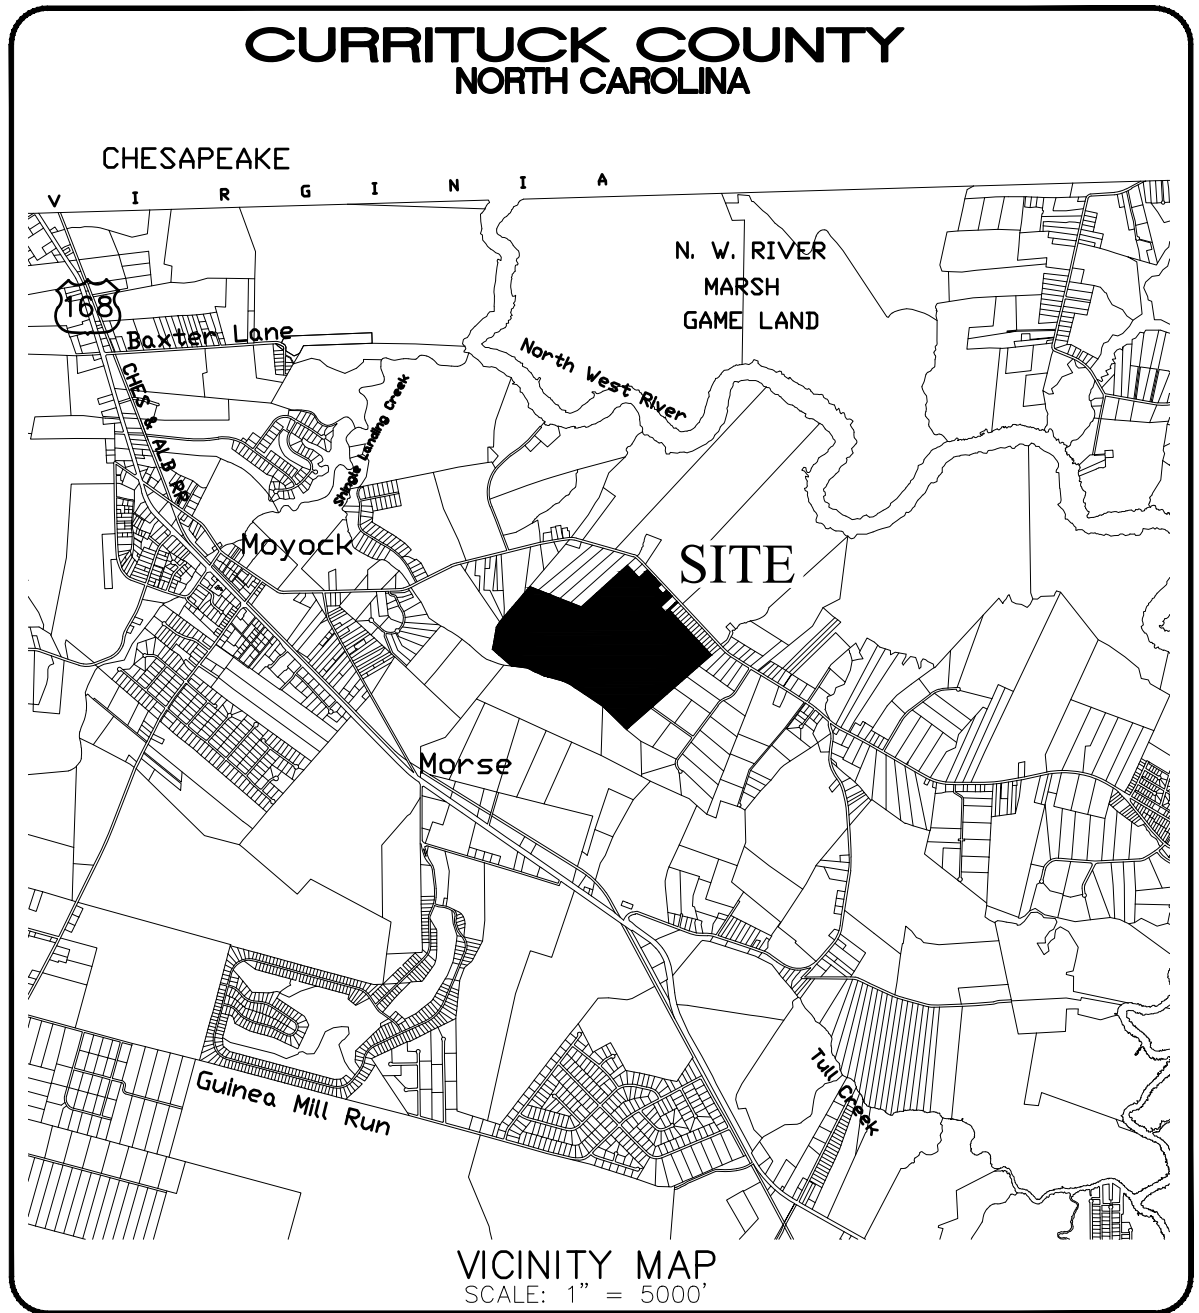 CURRITUCK COUNTY
NORTH CAROLINA
CHESAPEAKE
V I R G I N I A
N. W. RIVER
MARSH
GAME LAND
168
Baxter Lane
North West River
CHES & ALB RR
Shingle Landing Creek
Moyock
SITE
Morse
Guinea Mill Run
Tull Creek
VICINITY MAP
SCALE: 1" = 5000'